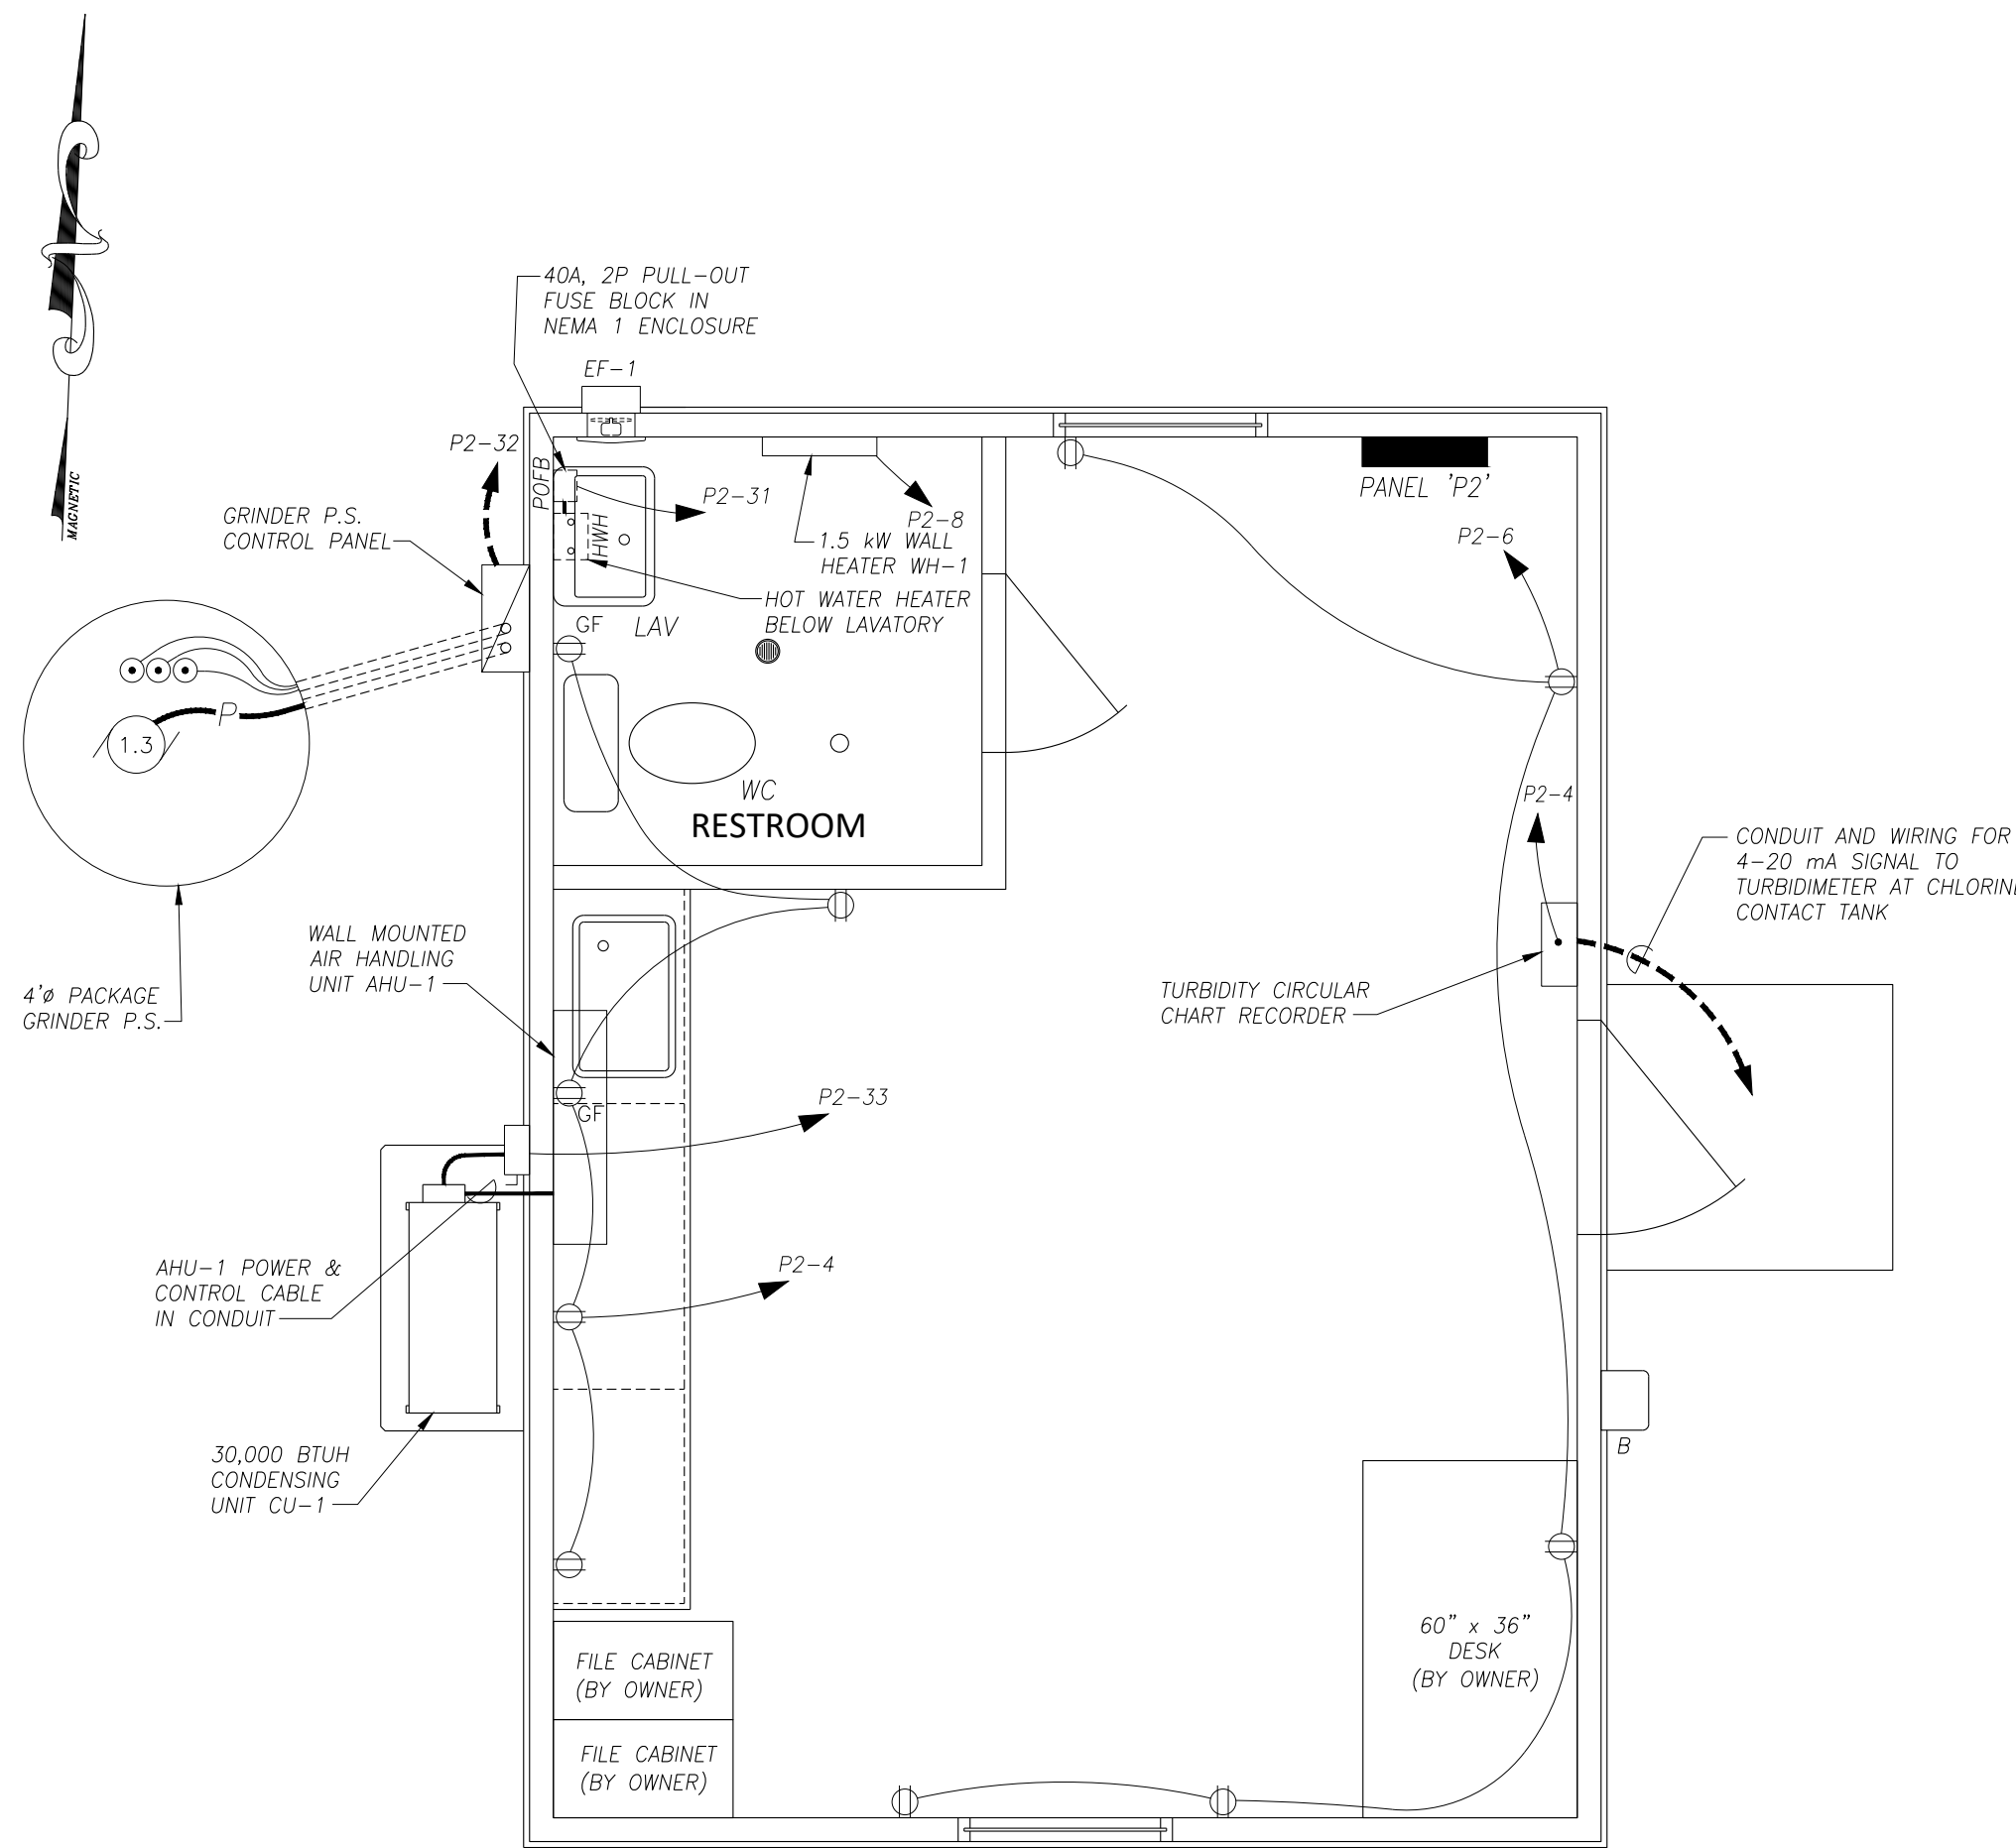 MAGNETIC
40A, 2P PULL-OUT
FUSE BLOCK IN
NEMA 1 ENCLOSURE
EF-1
P2-32
POFB
P2-31
HWH
P2-8
1.5 kW WALL
HEATER WH-1
PANEL 'P2'
P2-6
GRINDER P.S.
CONTROL PANEL
HOT WATER HEATER
BELOW LAVATORY
GF
LAV
P
1.3
WC
RESTROOM
P2-4
CONDUIT AND WIRING FOR
4-20 mA SIGNAL TO
TURBIDIMETER AT CHLORINE
CONTACT TANK
WALL MOUNTED
AIR HANDLING
UNIT AHU-1
4'ø PACKAGE
GRINDER P.S.
TURBIDITY CIRCULAR
CHART RECORDER
GF
P2-33
AHU-1 POWER &
CONTROL CABLE
IN CONDUIT
P2-4
30,000 BTUH
CONDENSING
UNIT CU-1
B
60" x 36"
DESK
(BY OWNER)
FILE CABINET
(BY OWNER)
FILE CABINET
(BY OWNER)